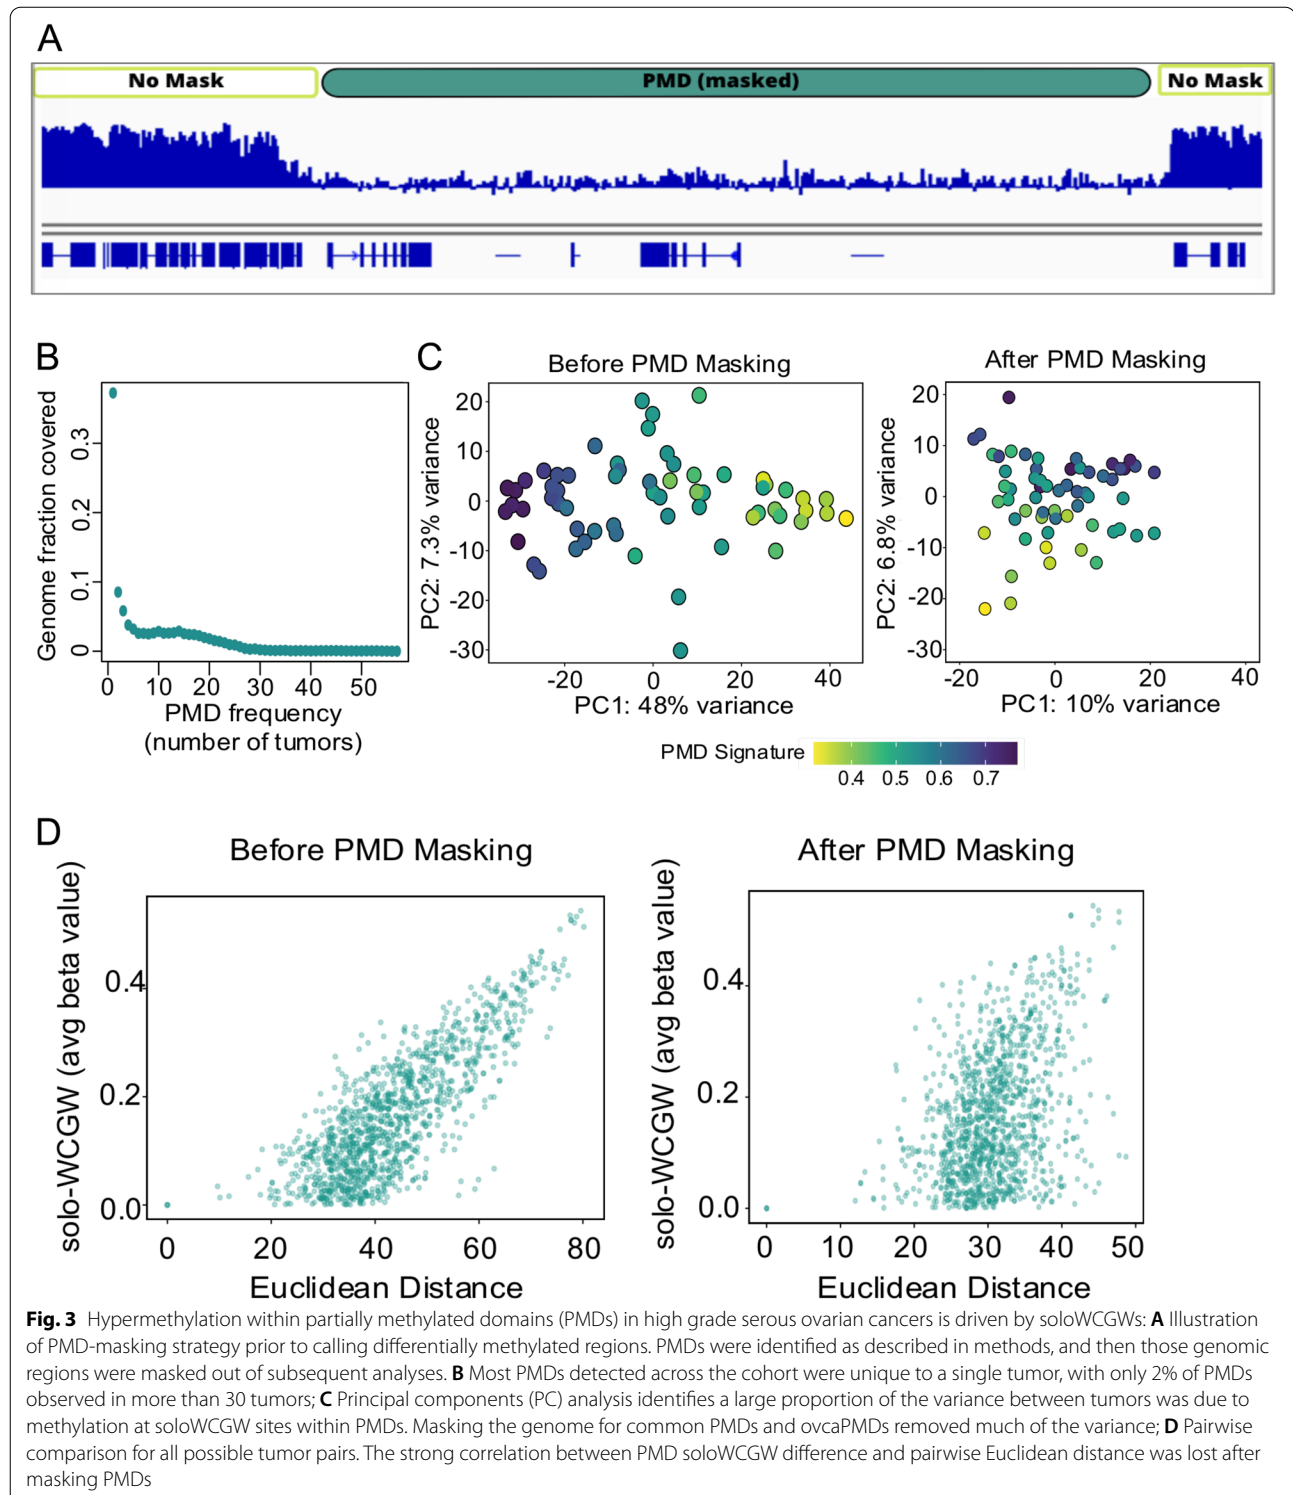 A
No Mask
PMD (masked)
No Mask
B
Genome fraction covered
0.3
0.2
0.1
0
0 10 20 30 40 50
PMD frequency
(number of tumors)
C
Before PMD Masking
PC2: 7.3% variance
20
10
0
-10
-20
-30
-20 0 20 40
PC1: 48% variance
After PMD Masking
PC2: 6.8% variance
20
10
0
-10
-20
-30
-20 0 20 40
PC1: 10% variance
PMD Signature
0.4 0.5 0.6 0.7
D
Before PMD Masking
solo-WCGW (avg beta value)
0.4
0.2
0.0
0 20 40 60 80
Euclidean Distance
After PMD Masking
solo-WCGW (avg beta value)
0.4
0.2
0.0
0 10 20 30 40 50
Euclidean Distance
Fig. 3 Hypermethylation within partially methylated domains (PMDs) in high grade serous ovarian cancers is driven by soloWCGWs: A Illustration
of PMD-masking strategy prior to calling differentially methylated regions. PMDs were identified as described in methods, and then those genomic
regions were masked out of subsequent analyses. B Most PMDs detected across the cohort were unique to a single tumor, with only 2% of PMDs
observed in more than 30 tumors; C Principal components (PC) analysis identifies a large proportion of the variance between tumors was due to
methylation at soloWCGW sites within PMDs. Masking the genome for common PMDs and ovcaPMDs removed much of the variance; D Pairwise
comparison for all possible tumor pairs. The strong correlation between PMD soloWCGW difference and pairwise Euclidean distance was lost after
masking PMDs